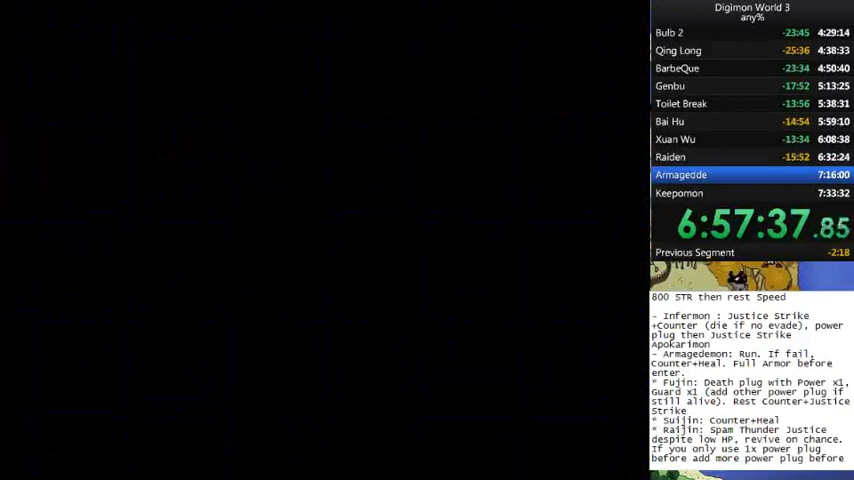 Digimon World 3
any%
Bulb 2 -23:45 4:29:14
Qing Long -25:36 4:38:33
BarbeQue -23:34 4:50:40
Genbu -17:52 5:13:25
Toilet Break -13:56 5:38:31
Bai Hu -14:54 5:59:10
Xuan Wu -13:34 6:08:38
Raiden -15:52 6:32:24
Armagedde 7:16:00
Keepomon 7:33:32
6:57:37.85
Previous Segment -2:18
800 STR then rest Speed
- Infermon : Justice Strike
+Counter (die if no evade), power
plug then Justice Strike
Apokarimon
- Armagedemon: Run. If fail,
Counter+Heal. Full Armor before
enter.
* Fujin: Death plug with Power x1,
Guard x1 (add other power plug if
still alive). Rest Counter+Justice
Strike
* Suijin: Counter+Heal
* Raijin: Spam Thunder Justice
despite low HP, revive on chance.
If you only use 1x power plug
before add more power plug before